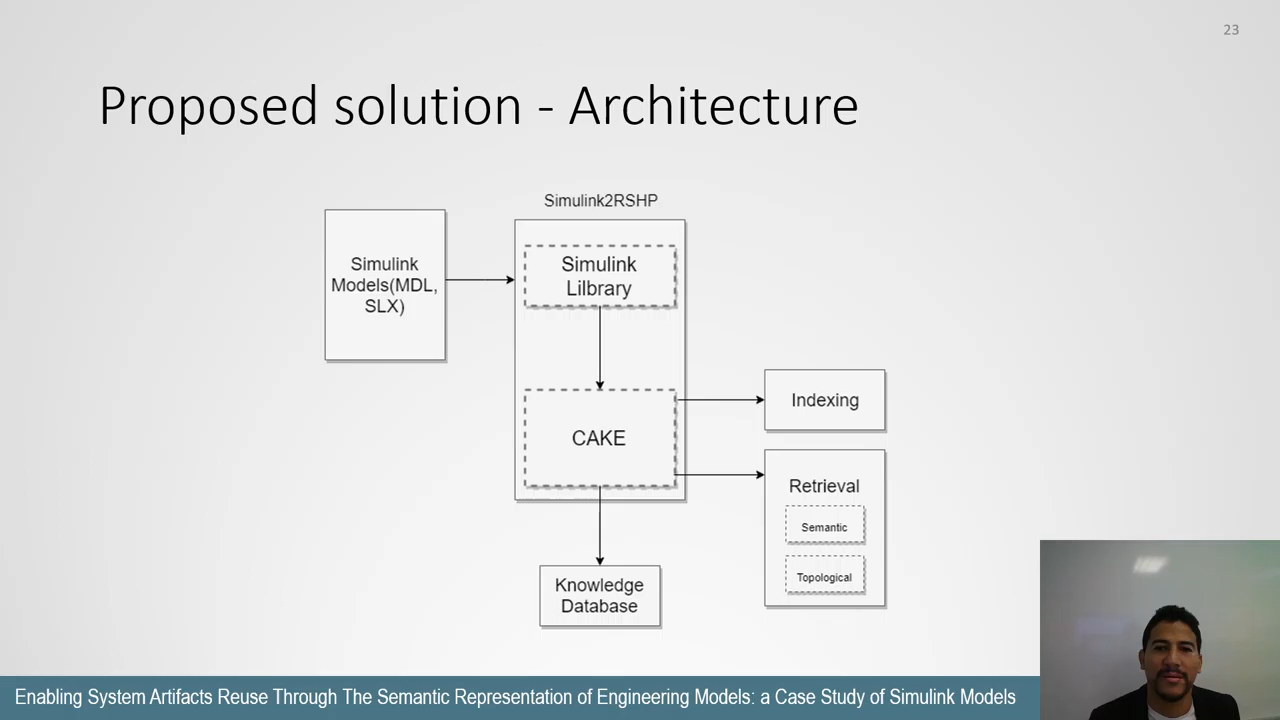 23
Proposed solution - Architecture
Simulink2RSHP
Simulink
Models(MDL,
SLX)
Simulink
Lilbrary
CAKE
Indexing
Retrieval
Semantic
Topological
Knowledge
Database
Enabling System Artifacts Reuse Through The Semantic Representation of Engineering Models: a Case Study of Simulink Models